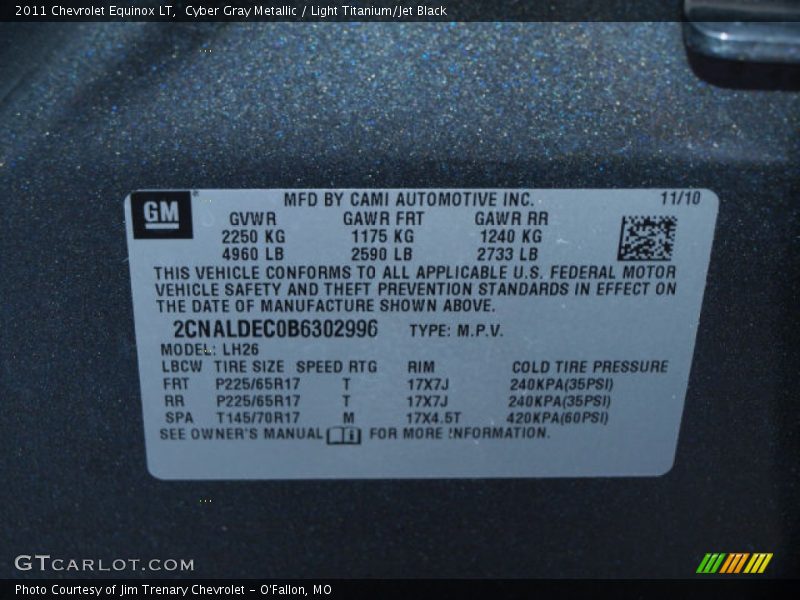 2011 Chevrolet Equinox LT,  Cyber Gray Metallic / Light Titanium/Jet Black
GM
MFD BY CAMI AUTOMOTIVE INC. 11/10
GVWR GAWR FRT GAWR RR
2250 KG 1175 KG 1240 KG
4960 LB 2590 LB 2733 LB
THIS VEHICLE CONFORMS TO ALL APPLICABLE U.S. FEDERAL MOTOR
VEHICLE SAFETY AND THEFT PREVENTION STANDARDS IN EFFECT ON
THE DATE OF MANUFACTURE SHOWN ABOVE.
2CNALDEC0B6302996 TYPE: M.P.V.
MODEL: LH26
LBCW TIRE SIZE SPEED RTG RIM COLD TIRE PRESSURE
FRT P225/65R17 T 17X7J 240KPA(35PSI)
RR P225/65R17 T 17X7J 240KPA(35PSI)
SPA T145/70R17 M 17X4.5T 420KPA(60PSI)
SEE OWNER'S MANUAL FOR MORE INFORMATION.
GTCARLOT.COM
Photo Courtesy of Jim Trenary Chevrolet - O'Fallon, MO